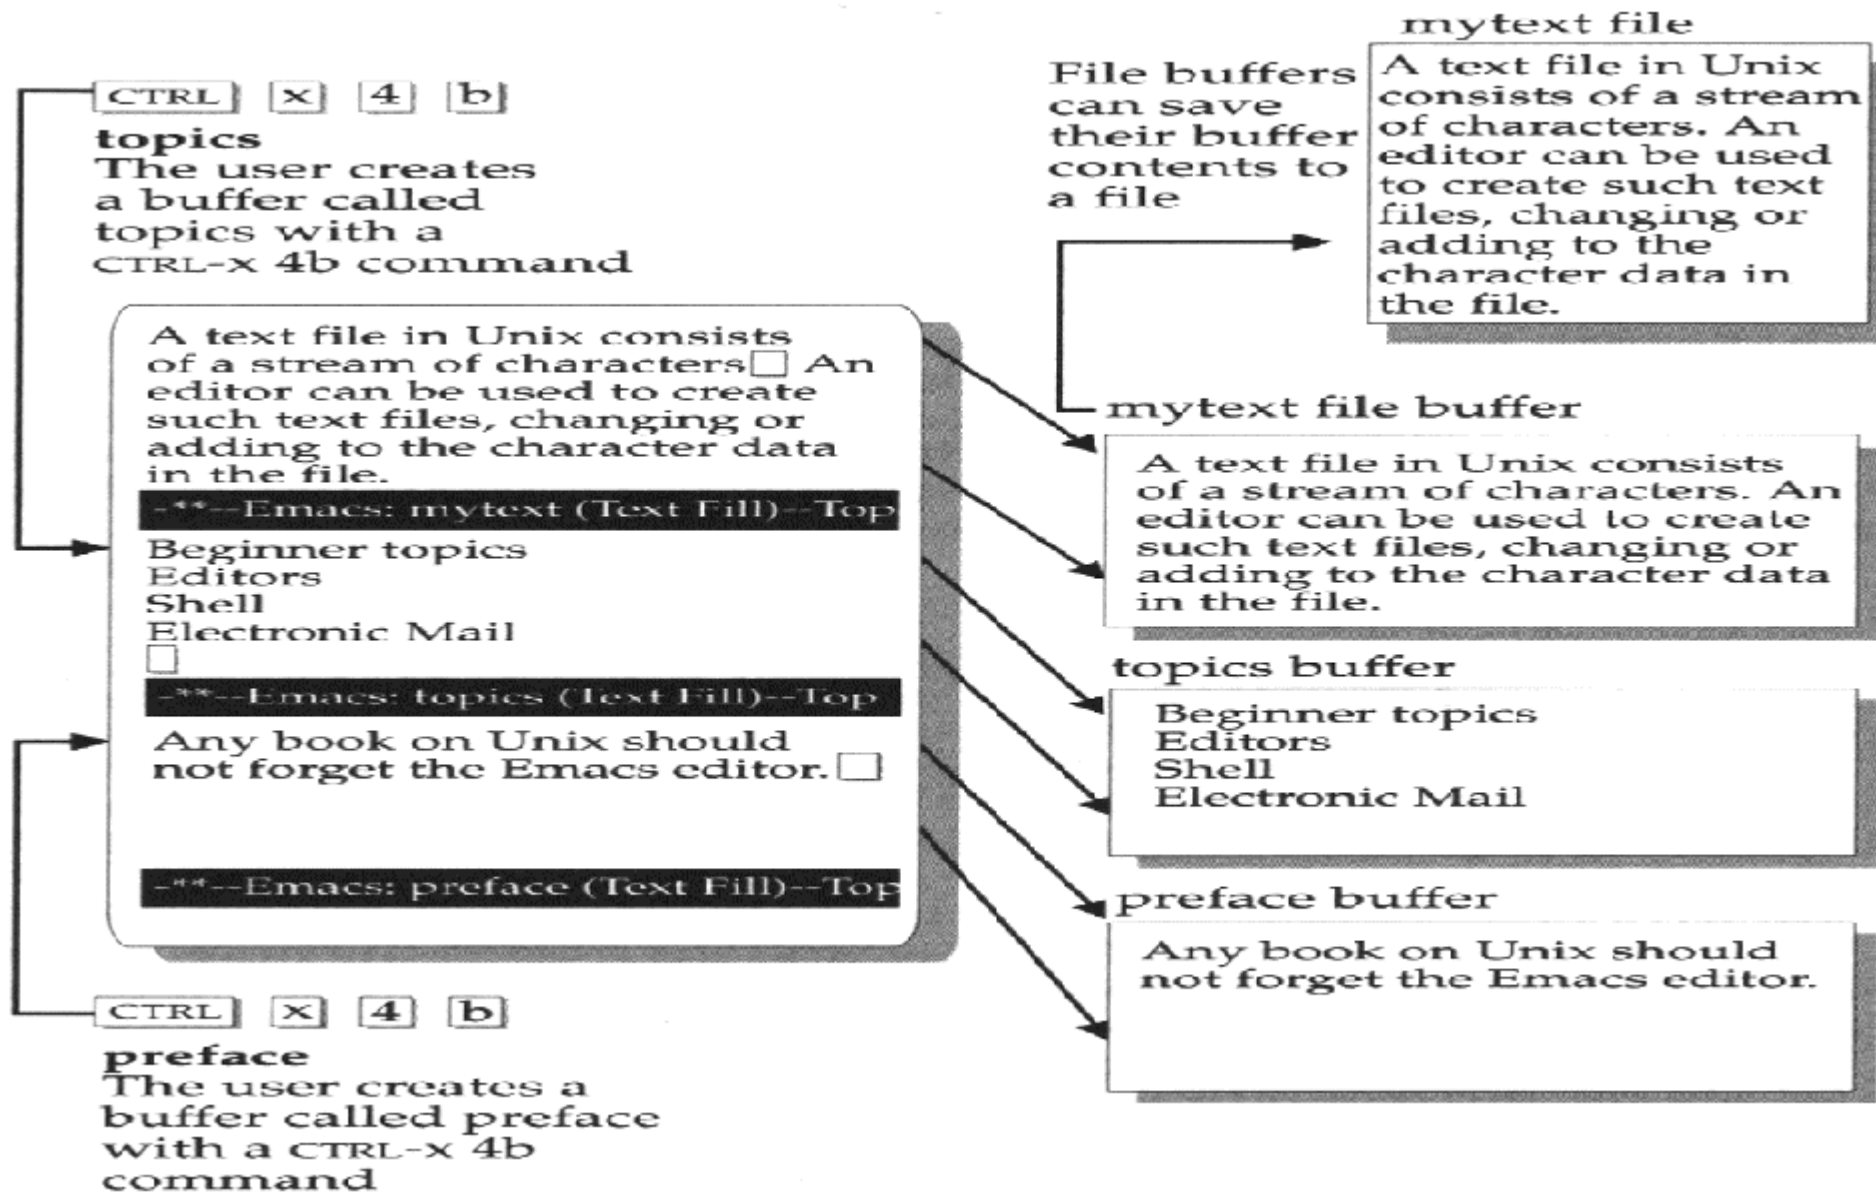 CTRL x 4 b
topics
The user creates
a buffer called
topics with a
CTRL-x 4b command
A text file in Unix consists
of a stream of characters An
editor can be used to create
such text files, changing or
adding to the character data
in the file.
-**--Emacs: mytext (Text Fill)--Top
Beginner topics
Editors
Shell
Electronic Mail
-**--Emacs: topics (Text Fill)--Top
Any book on Unix should
not forget the Emacs editor.
-**--Emacs: preface (Text Fill)--Top
CTRL x 4 b
preface
The user creates a
buffer called preface
with a CTRL-x 4b
command
File buffers
can save
their buffer
contents to
a file
mytext file
A text file in Unix
consists of a stream
of characters. An
editor can be used
to create such text
files, changing or
adding to the
character data in
the file.
mytext file buffer
A text file in Unix consists
of a stream of characters. An
editor can be used to create
such text files, changing or
adding to the character data
in the file.
topics buffer
Beginner topics
Editors
Shell
Electronic Mail
preface buffer
Any book on Unix should
not forget the Emacs editor.